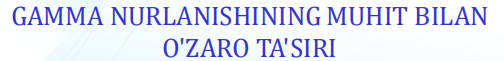 GAMMA NURLANISHINING MUHIT BILAN
O'ZARO TA'SIRI